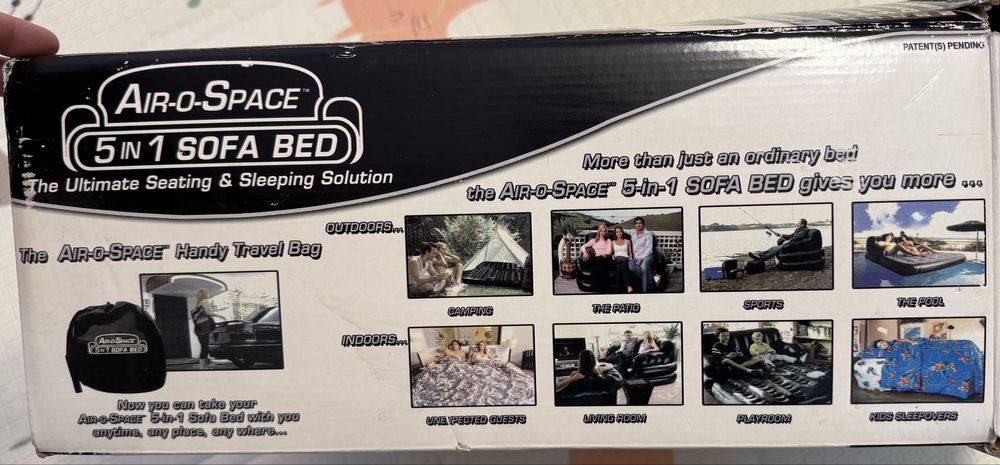 PATENT(S) PENDING
AIR-O-SPACE™
5 IN 1 SOFA BED
The Ultimate Seating & Sleeping Solution
More than just an ordinary bed
the AIR-O-SPACE™ 5-in-1 SOFA BED gives you more ...
OUTDOORS...
CAMPING
THE PATIO
SPORTS
THE POOL
The AIR-O-SPACE™ Handy Travel Bag
AIR-O-SPACE
5 IN 1 SOFA BED
Now you can take your
AIR-O-SPACE™ 5-in-1 Sofa Bed with you
anytime, any place, any where...
INDOORS...
UNEXPECTED GUESTS
LIVING ROOM
PLAYROOM
KIDS SLEEPOVERS